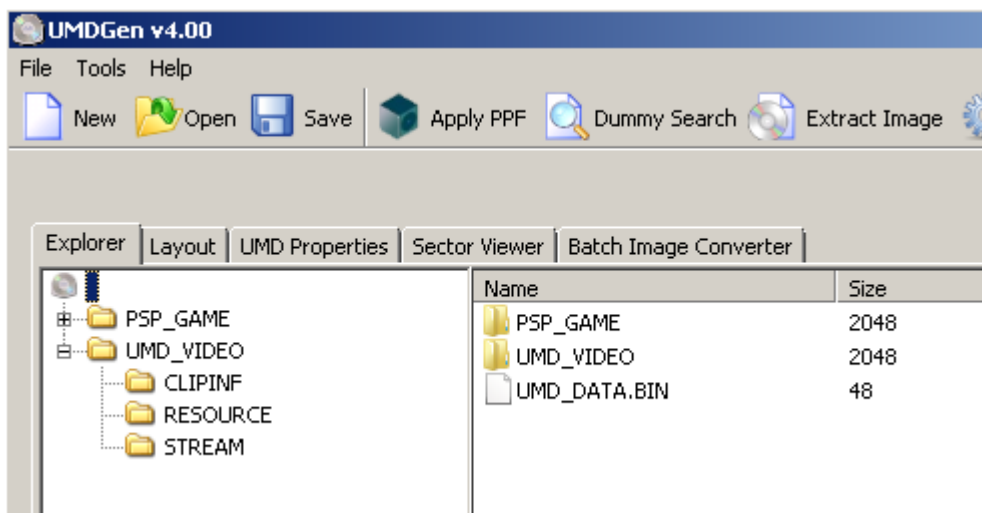 UMDGen v4.00
File Tools Help
New Open Save Apply PPF Dummy Search Extract Image
Explorer Layout UMD Properties Sector Viewer Batch Image Converter
Name Size
PSP_GAME
UMD_VIDEO
CLIPINF
RESOURCE
STREAM
PSP_GAME 2048
UMD_VIDEO 2048
UMD_DATA.BIN 48